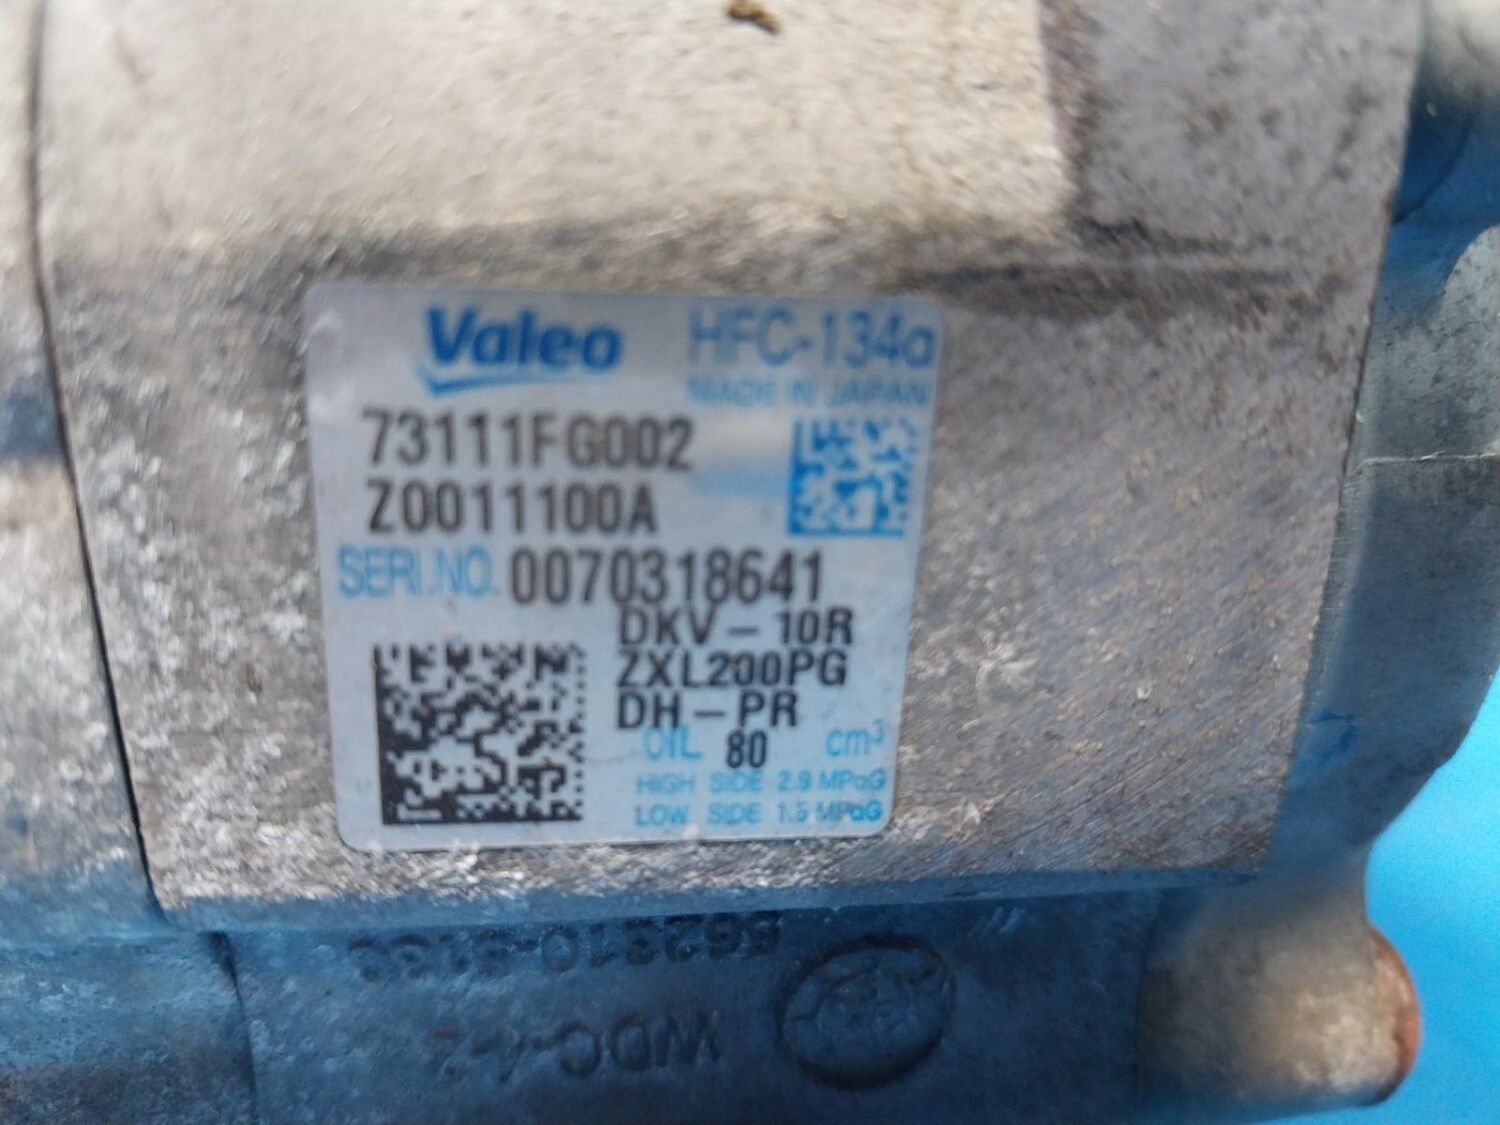 Valeo HFC-134a
MADE IN JAPAN
73111FG002
Z0011100A
SERI.NO. 0070318641
DKV-10R
ZXL200PG
DH-PR
OIL 80 cm³
HIGH SIDE 2.9 MPaG
LOW SIDE 1.5 MPaG